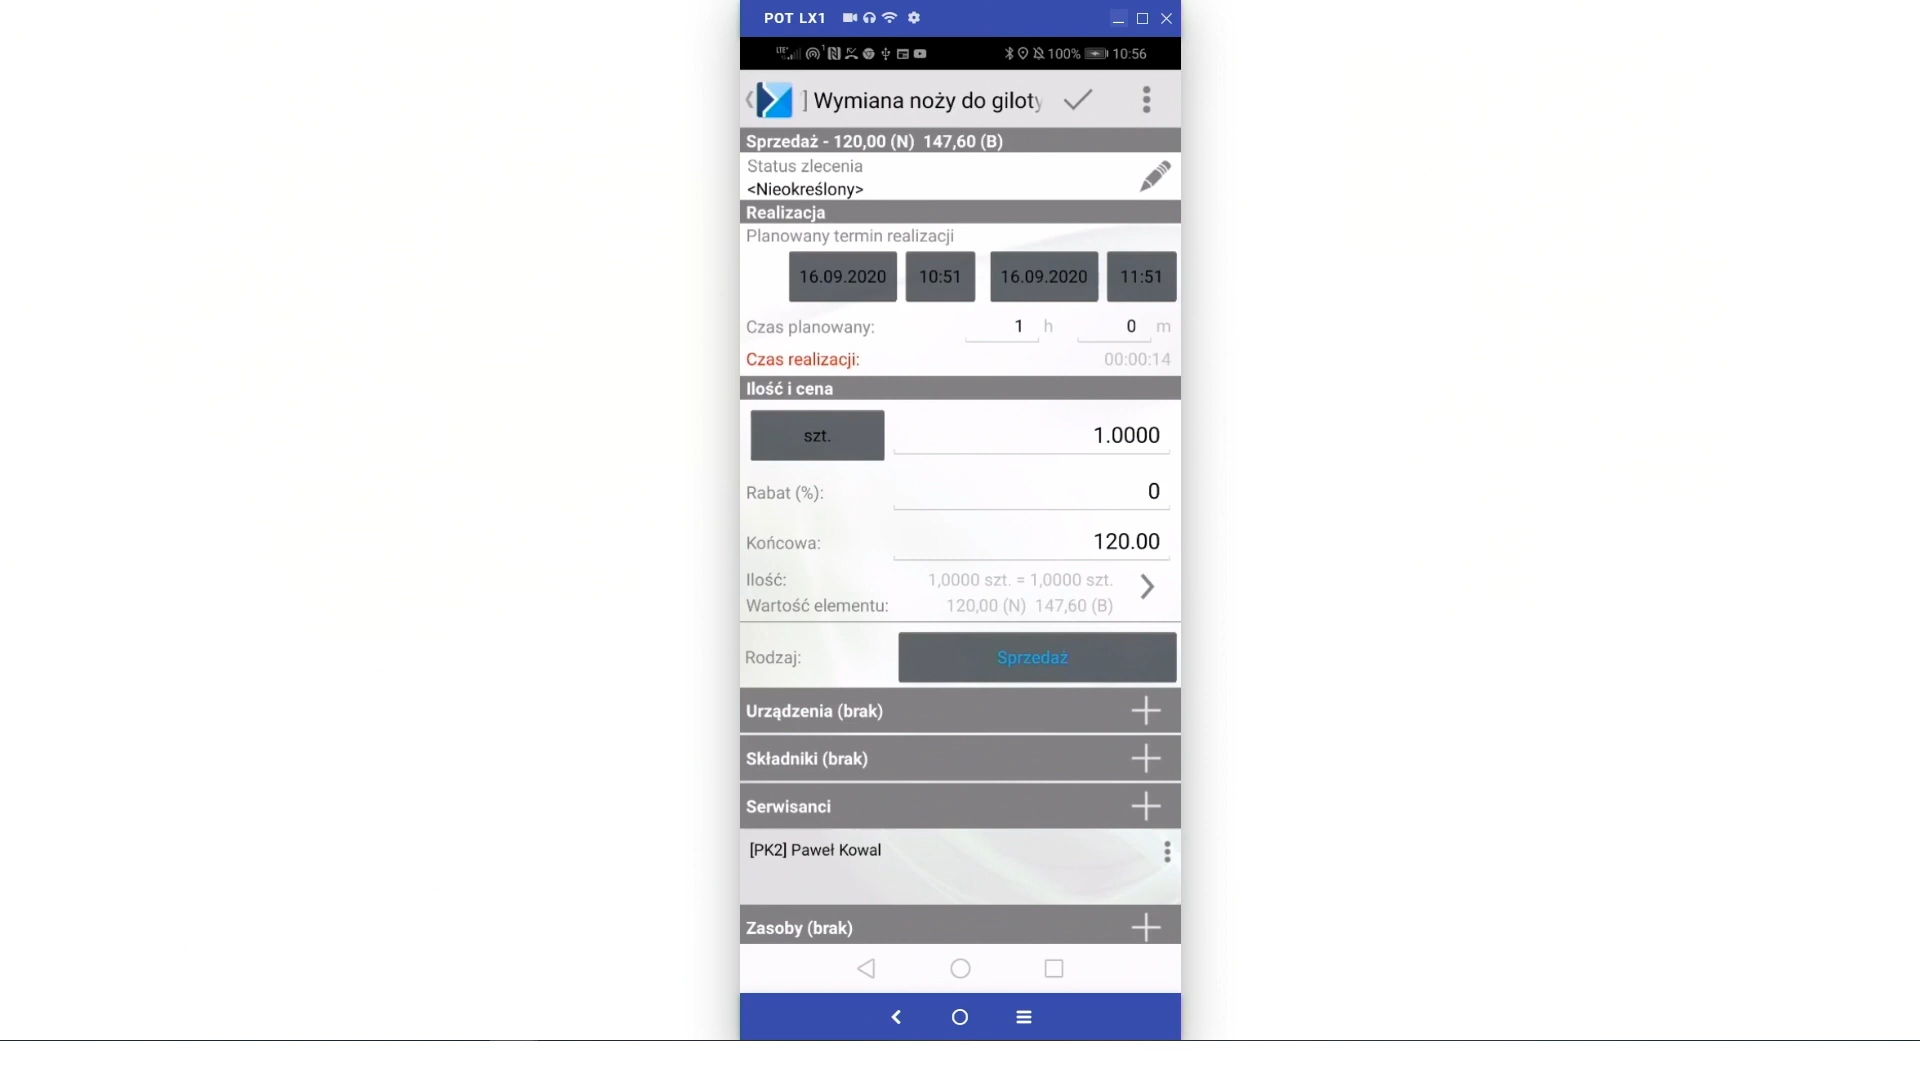 POT LX1
100% 10:56
] Wymiana noży do giloty
Sprzedaż - 120,00 (N) 147,60 (B)
Status zlecenia
<Nieokreślony>
Realizacja
Planowany termin realizacji
16.09.2020 10:51 16.09.2020 11:51
Czas planowany: 1 h 0 m
Czas realizacji: 00:00:14
Ilość i cena
szt. 1.0000
Rabat (%): 0
Końcowa: 120.00
Ilość: 1,0000 szt. = 1,0000 szt.
Wartość elementu: 120,00 (N) 147,60 (B)
Rodzaj: Sprzedaż
Urządzenia (brak)
Składniki (brak)
Serwisanci
[PK2] Paweł Kowal
Zasoby (brak)